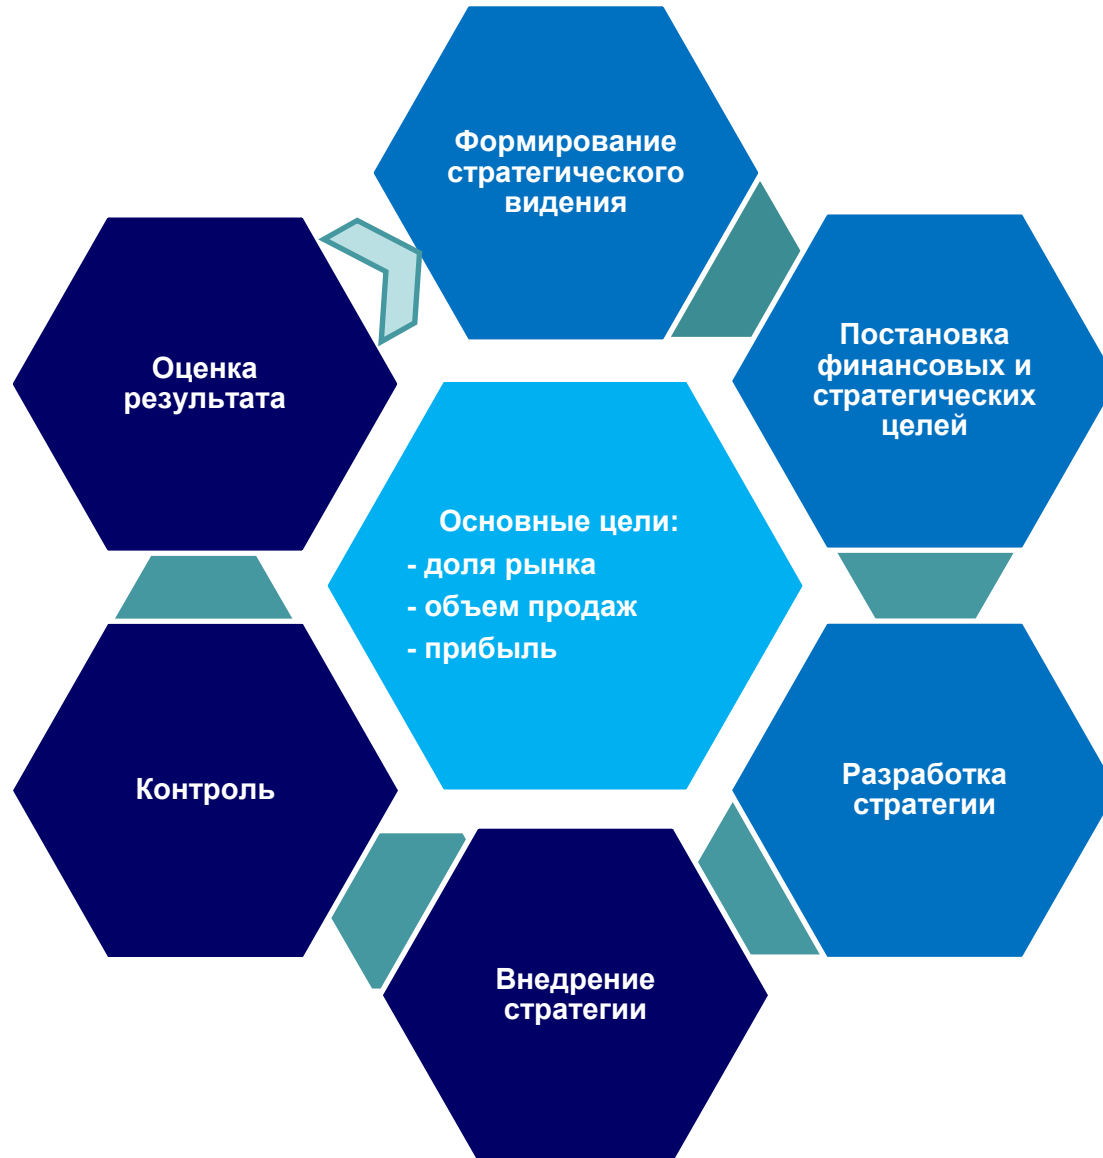 Формирование
стратегического
видения
Постановка
финансовых и
стратегических
целей
Разработка
стратегии
Внедрение
стратегии
Контроль
Оценка
результата
Основные цели:
- доля рынка
- объем продаж
- прибыль